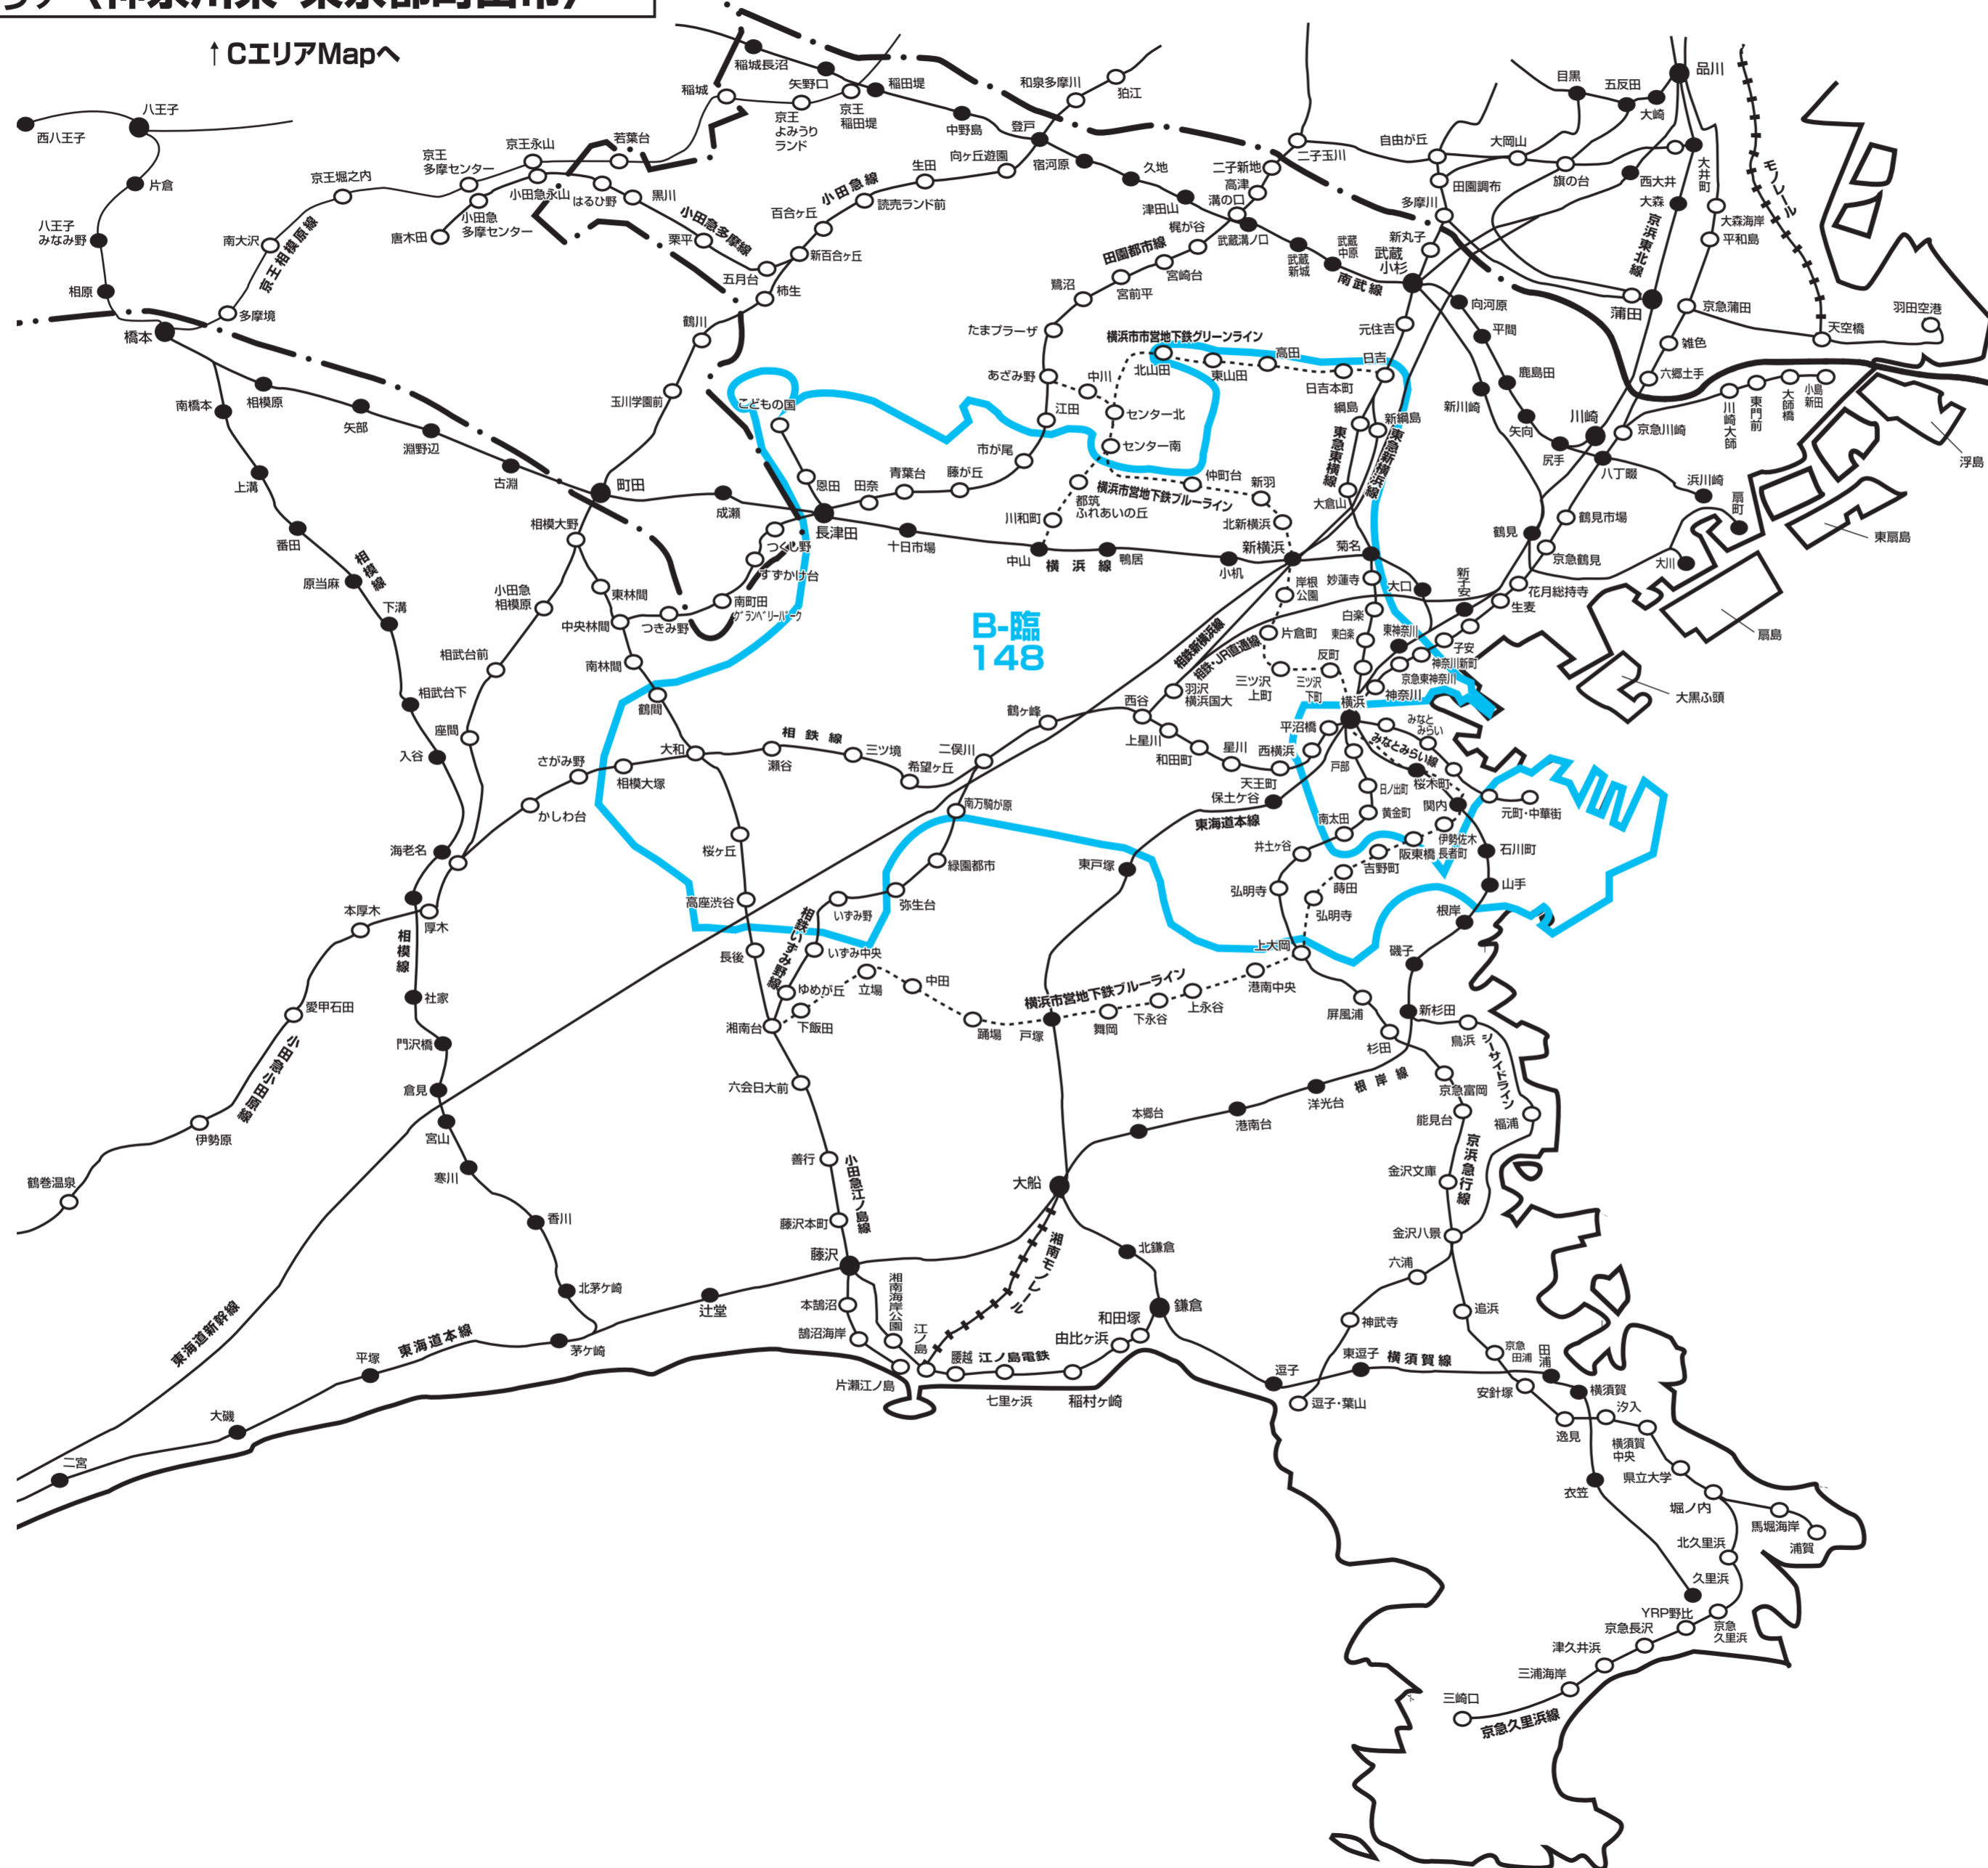 リア（神奈川県・東京都町田市）
↑CエリアMapへ
西八王子
八王子
片倉
八王子
みなみ野
相原
橋本
多摩境
南大沢
京王相模原線
京王堀之内
京王
多摩センター
京王永山
若葉台
稲城
京王
よみうり
ランド
京王
稲田堤
稲城長沼
矢野口
稲田堤
中野島
登戸
和泉多摩川
狛江
宿河原
久地
津田山
武蔵溝ノ口
武蔵
新城
武蔵
中原
南武線
武蔵
小杉
向河原
平間
鹿島田
矢向
尻手
川崎
八丁畷
浜川崎
扇町
大川
浮島
東扇島
扇島
大黒ふ頭
唐木田
小田急
多摩センター
小田急永山
はるひ野
黒川
小田急多摩線
栗平
五月台
新百合ヶ丘
百合ヶ丘
読売ランド前
生田
向ヶ丘遊園
小田急線
柿生
鶴川
玉川学園前
町田
二子玉川
二子新地
高津
溝の口
梶が谷
田園都市線
宮崎台
宮前平
鷺沼
たまプラーザ
あざみ野
江田
市が尾
藤が丘
青葉台
田奈
恩田
こどもの国
長津田
つくし野
すずかけ台
南町田
ｸﾞﾗﾝﾍﾞﾘｰﾊﾟｰｸ
つきみ野
中央林間
自由が丘
田園調布
多摩川
新丸子
元住吉
日吉
綱島
新綱島
大倉山
東急東横線
東急新横浜線
菊名
妙蓮寺
白楽
東白楽
反町
横浜
大岡山
旗の台
目黒
五反田
大崎
品川
西大井
大井町
大森
京浜東北線
蒲田
大森海岸
平和島
モノレール
京急蒲田
天空橋
羽田空港
雑色
六郷土手
京急川崎
川崎大師
東門前
大師橋
小島
新田
新川崎
鶴見市場
鶴見
京急鶴見
花月総持寺
生麦
新子安
子安
神奈川新町
京急東神奈川
神奈川
東神奈川
大口
横浜市市営地下鉄グリーンライン
北山田
東山田
高田
日吉本町
中川
センター北
センター南
都筑
ふれあいの丘
川和町
中山
横浜市営地下鉄ブルーライン
仲町台
新羽
北新横浜
新横浜
小机
鴨居
横浜線
十日市場
成瀬
岸根
公園
片倉町
三ツ沢
上町
三ツ沢
下町
相鉄新横浜線
相鉄・JR直通線
羽沢
横浜国大
B-臨
148
南橋本
相模原
矢部
淵野辺
古淵
上溝
番田
原当麻
相模線
下溝
相武台下
入谷
海老名
相模大野
東林間
小田急
相模原
相武台前
座間
南林間
鶴間
大和
さがみ野
かしわ台
相模大塚
相鉄線
瀬谷
三ツ境
希望ヶ丘
二俣川
鶴ヶ峰
西谷
上星川
和田町
星川
天王町
西横浜
平沼橋
保土ケ谷
東海道本線
東戸塚
戸部
日ノ出町
黄金町
南太田
井土ヶ谷
弘明寺
みなと
みらい
みなとみらい線
桜木町
関内
元町・中華街
石川町
山手
根岸
伊勢佐木
長者町
阪東橋
吉野町
蒔田
弘明寺
上大岡
磯子
新杉田
南万騎が原
緑園都市
弥生台
いずみ野
いずみ中央
相鉄いずみ野線
ゆめが丘
湘南台
下飯田
立場
中田
踊場
戸塚
横浜市営地下鉄ブルーライン
舞岡
下永谷
上永谷
港南中央
桜ヶ丘
高座渋谷
長後
六会日大前
善行
小田急江ノ島線
藤沢本町
藤沢
本厚木
厚木
相模線
愛甲石田
小田急小田原線
伊勢原
鶴巻温泉
社家
門沢橋
倉見
宮山
寒川
香川
北茅ケ崎
茅ケ崎
辻堂
東海道新幹線
東海道本線
平塚
大磯
二宮
屏風浦
杉田
鳥浜
シーサイドライン
京急富岡
能見台
福浦
京浜急行線
金沢文庫
金沢八景
根岸線
洋光台
港南台
本郷台
大船
湘南モノレール
北鎌倉
鎌倉
和田塚
由比ヶ浜
江ノ島電鉄
稲村ヶ崎
七里ヶ浜
腰越
江ノ島
湘南海岸公園
本鵠沼
鵠沼海岸
片瀬江ノ島
六浦
神武寺
逗子
東逗子
横須賀線
逗子・葉山
追浜
京急
田浦
田浦
安針塚
横須賀
逸見
汐入
横須賀
中央
県立大学
衣笠
堀ノ内
馬堀海岸
浦賀
北久里浜
久里浜
京急
久里浜
YRP野比
京急長沢
津久井浜
三浦海岸
三崎口
京急久里浜線